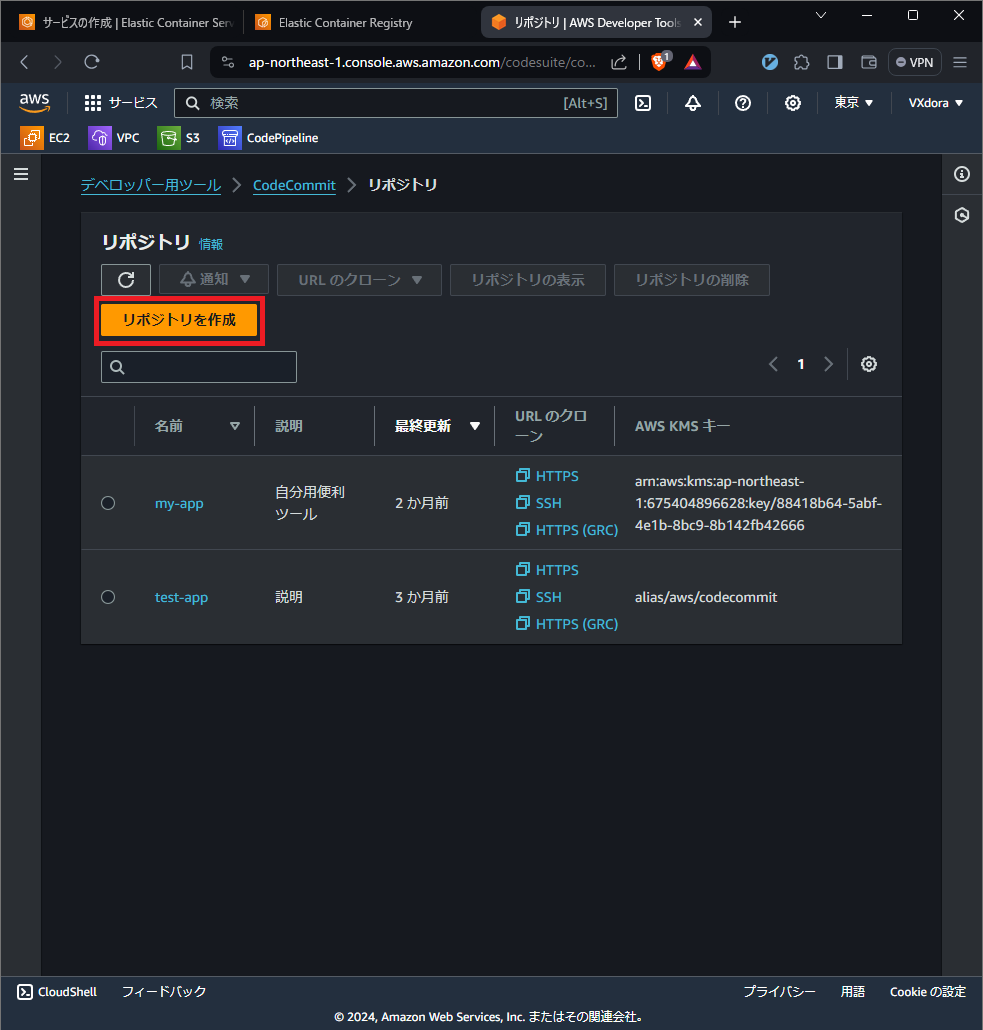 サービスの作成 | Elastic Container Serv
Elastic Container Registry
リポジトリ | AWS Developer Tools
ap-northeast-1.console.aws.amazon.com/codesuite/co...
1
VPN
aws
サービス
検索
[Alt+S]
東京
VXdora
EC2
VPC
S3
CodePipeline
デベロッパー用ツール
CodeCommit
リポジトリ
リポジトリ 情報
通知
URL のクローン
リポジトリの表示
リポジトリの削除
リポジトリを作成
1
名前
説明
最終更新
URL のクロ
ーン
AWS KMS キー
my-app
自分用便利
ツール
2 か月前
HTTPS
SSH
HTTPS (GRC)
arn:aws:kms:ap-northeast-
1:675404896628:key/88418b64-5abf-
4e1b-8bc9-8b142fb42666
test-app
説明
3 か月前
HTTPS
SSH
HTTPS (GRC)
alias/aws/codecommit
CloudShell
フィードバック
プライバシー
用語
Cookie の設定
© 2024, Amazon Web Services, Inc. またはその関連会社。